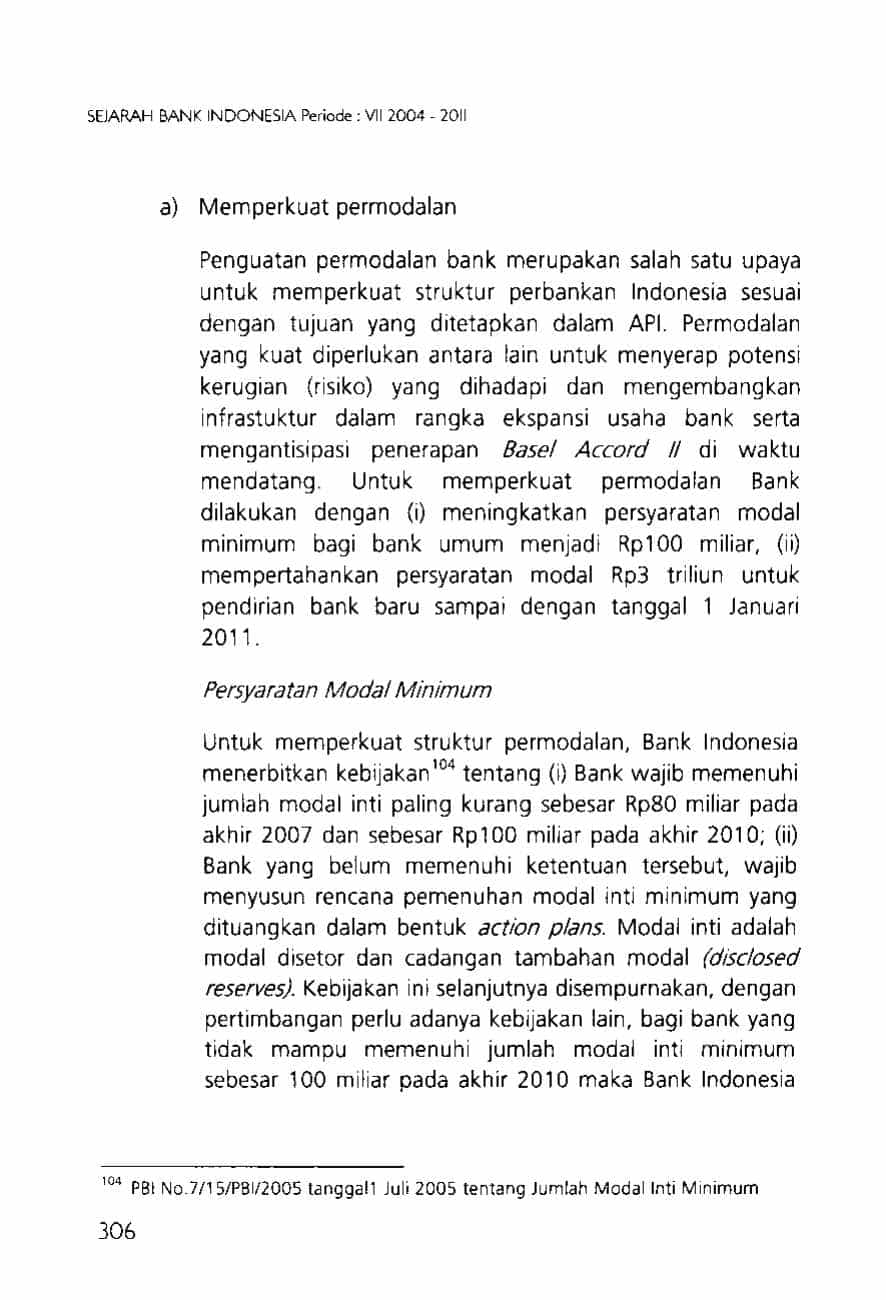 SEJARAH BANK INDONESIA Periode : VII 2004 - 2011
a) Memperkuat permodalan
Penguatan permodalan bank merupakan salah satu upaya
untuk memperkuat struktur perbankan Indonesia sesuai
dengan tujuan yang ditetapkan dalam API. Permodalan
yang kuat diperlukan antara lain untuk menyerap potensi
kerugian (risiko) yang dihadapi dan mengembangkan
infrastuktur dalam rangka ekspansi usaha bank serta
mengantisipasi penerapan Basel Accord II di waktu
mendatang. Untuk memperkuat permodalan Bank
dilakukan dengan (i) meningkatkan persyaratan modal
minimum bagi bank umum menjadi Rp100 miliar, (ii)
mempertahankan persyaratan modal Rp3 triliun untuk
pendirian bank baru sampai dengan tanggal 1 Januari
2011.
Persyaratan Modal Minimum
Untuk memperkuat struktur permodalan, Bank Indonesia
menerbitkan kebijakan104 tentang (i) Bank wajib memenuhi
jumlah modal inti paling kurang sebesar Rp80 miliar pada
akhir 2007 dan sebesar Rp100 miliar pada akhir 2010; (ii)
Bank yang belum memenuhi ketentuan tersebut, wajib
menyusun rencana pemenuhan modal inti minimum yang
dituangkan dalam bentuk action plans. Modal inti adalah
modal disetor dan cadangan tambahan modal (disclosed
reserves). Kebijakan ini selanjutnya disempurnakan, dengan
pertimbangan perlu adanya kebijakan lain, bagi bank yang
tidak mampu memenuhi jumlah modal inti minimum
sebesar 100 miliar pada akhir 2010 maka Bank Indonesia
104 PBI No.7/15/PBI/2005 tanggal1 Juli 2005 tentang Jumlah Modal Inti Minimum
306